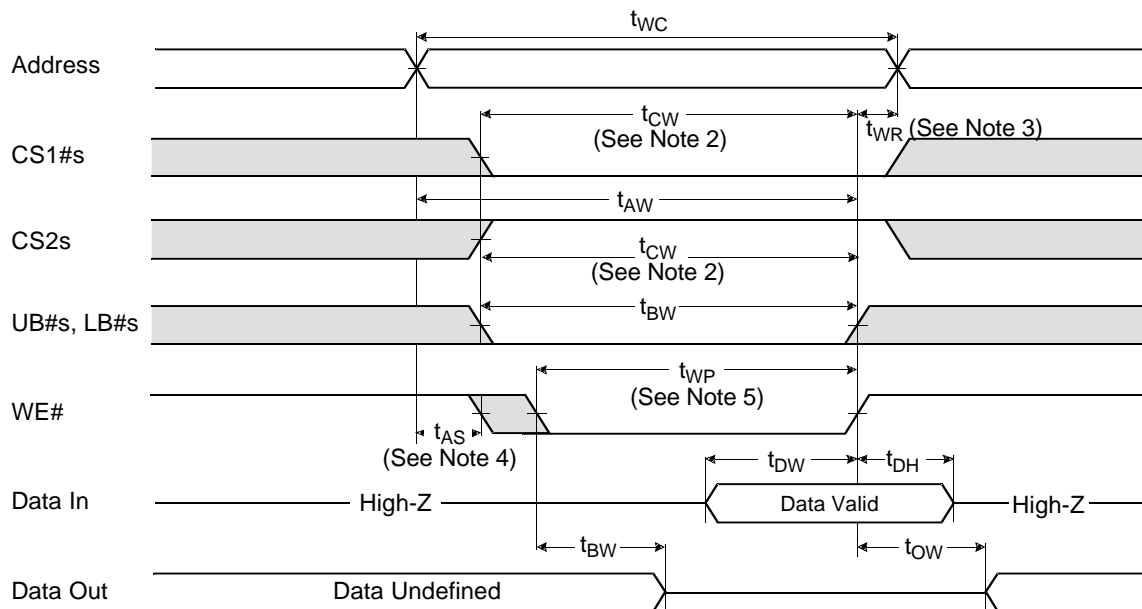 tWC
Address
tCW
(See Note 2)
tWR (See Note 3)
CS1#s
tAW
CS2s
tCW
(See Note 2)
tBW
UB#s, LB#s
tWP
(See Note 5)
WE#
tAS
(See Note 4)
tDW
tDH
Data In
High-Z
Data Valid
High-Z
tBW
tOW
Data Out
Data Undefined